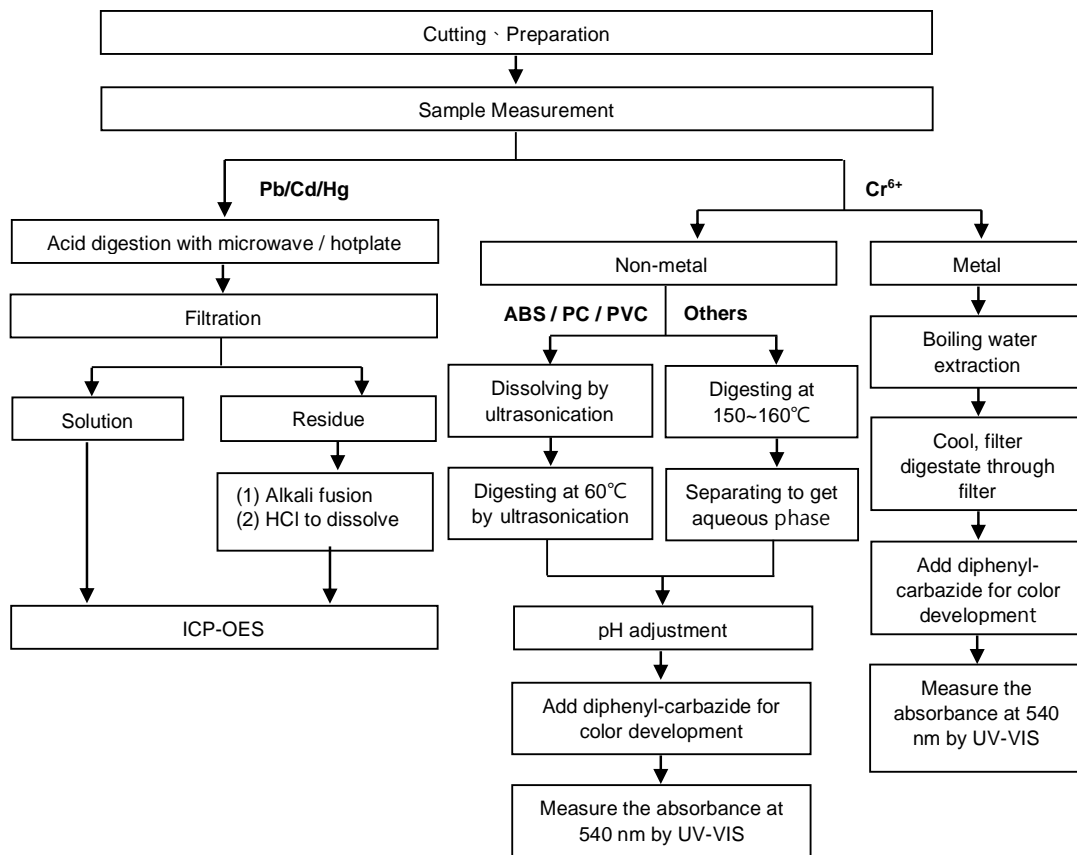 Cutting、Preparation
Sample Measurement
Pb/Cd/Hg
Cr6+
Acid digestion with microwave / hotplate
Non-metal
Metal
Filtration
ABS / PC / PVC
Others
Boiling water
extraction
Solution
Residue
Dissolving by
ultrasonication
Digesting at
150~160℃
Cool, filter
digestate through
filter
(1) Alkali fusion
(2) HCl to dissolve
Digesting at 60℃
by ultrasonication
Separating to get
aqueous phase
Add diphenyl-
carbazide for color
development
ICP-OES
pH adjustment
Measure the
absorbance at 540
nm by UV-VIS
Add diphenyl-carbazide for
color development
Measure the absorbance at
540 nm by UV-VIS